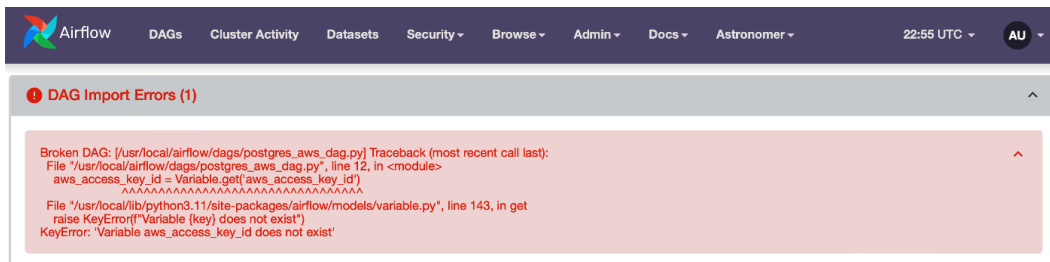 Airflow DAGs Cluster Activity Datasets Security Browse Admin Docs Astronomer 22:55 UTC AU
DAG Import Errors (1)
Broken DAG: [/usr/local/airflow/dags/postgres_aws_dag.py] Traceback (most recent call last):
File "/usr/local/airflow/dags/postgres_aws_dag.py", line 12, in <module>
aws_access_key_id = Variable.get('aws_access_key_id')
^^^^^^^^^^^^^^^^^^^^^^^^^^^^^^^^^
File "/usr/local/lib/python3.11/site-packages/airflow/models/variable.py", line 143, in get
raise KeyError(f"Variable {key} does not exist")
KeyError: 'Variable aws_access_key_id does not exist'